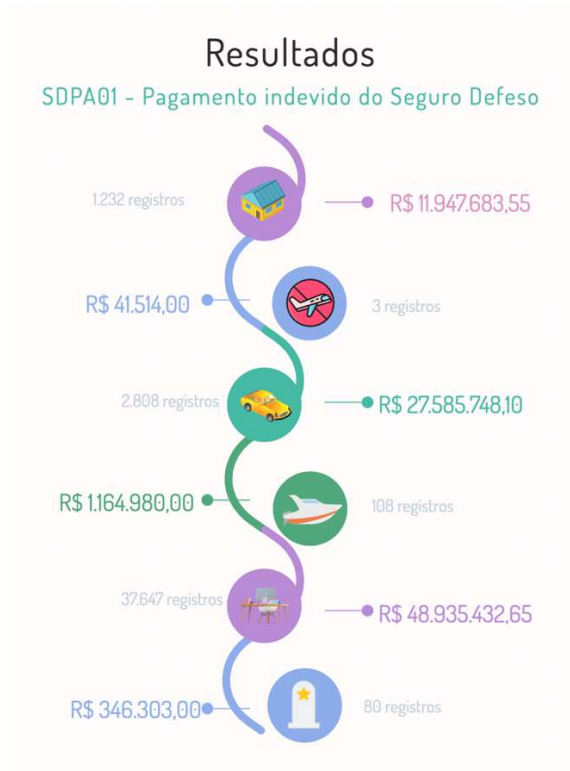 Resultados
SDPA01 - Pagamento indevido do Seguro Defeso
1.232 registros
R$ 11.947.683,55
R$ 41.514,00
3 registros
2.808 registros
R$ 27.585.748,10
R$ 1.164.980,00
108 registros
37.647 registros
R$ 48.935.432,65
R$ 346.303,00
80 registros